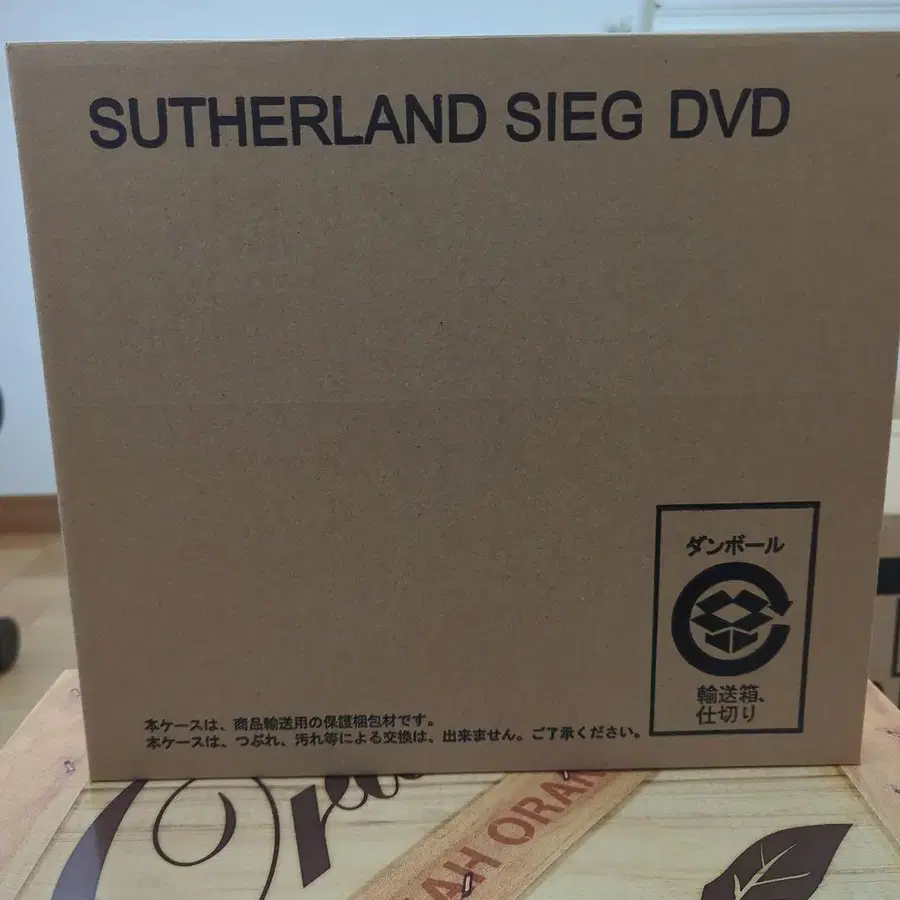 SUTHERLAND SIEG DVD
ダンボール
輸送箱、
仕切り
本ケースは、商品輸送用の保護梱包材です。
本ケースは、つぶれ、汚れ等による交換は、出来ません。ご了承ください。